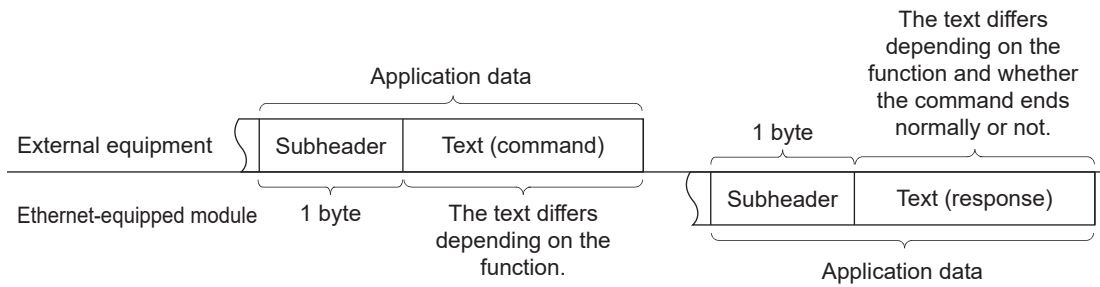 Application data
External equipment
Subheader
Text (command)
Ethernet-equipped module
1 byte
The text differs
depending on the
function.
The text differs
depending on the
function and whether
the command ends
normally or not.
1 byte
Subheader
Text (response)
Application data